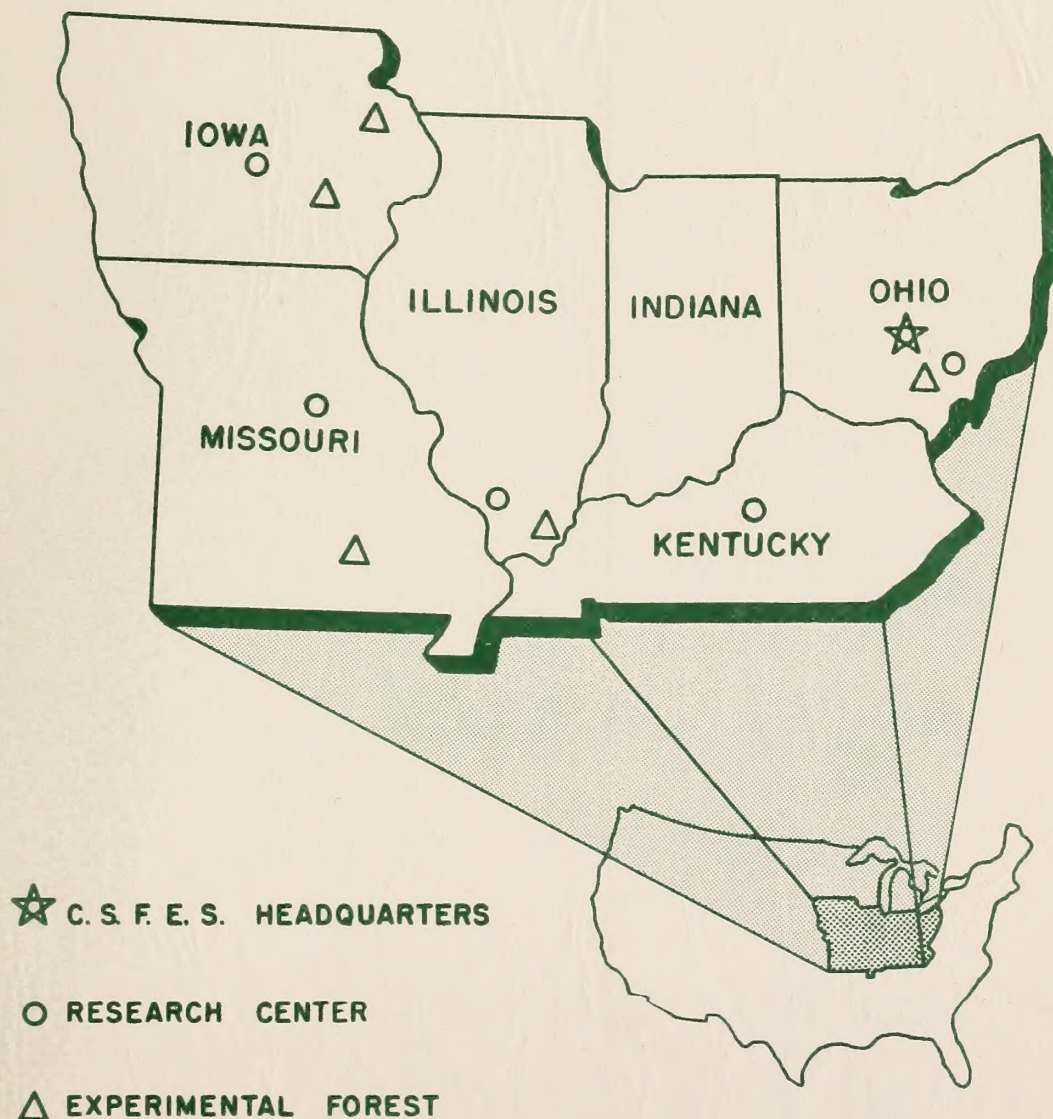 IOWA
ILLINOIS
INDIANA
OHIO
MISSOURI
KENTUCKY
C. S. F. E. S. HEADQUARTERS
RESEARCH CENTER
EXPERIMENTAL FOREST